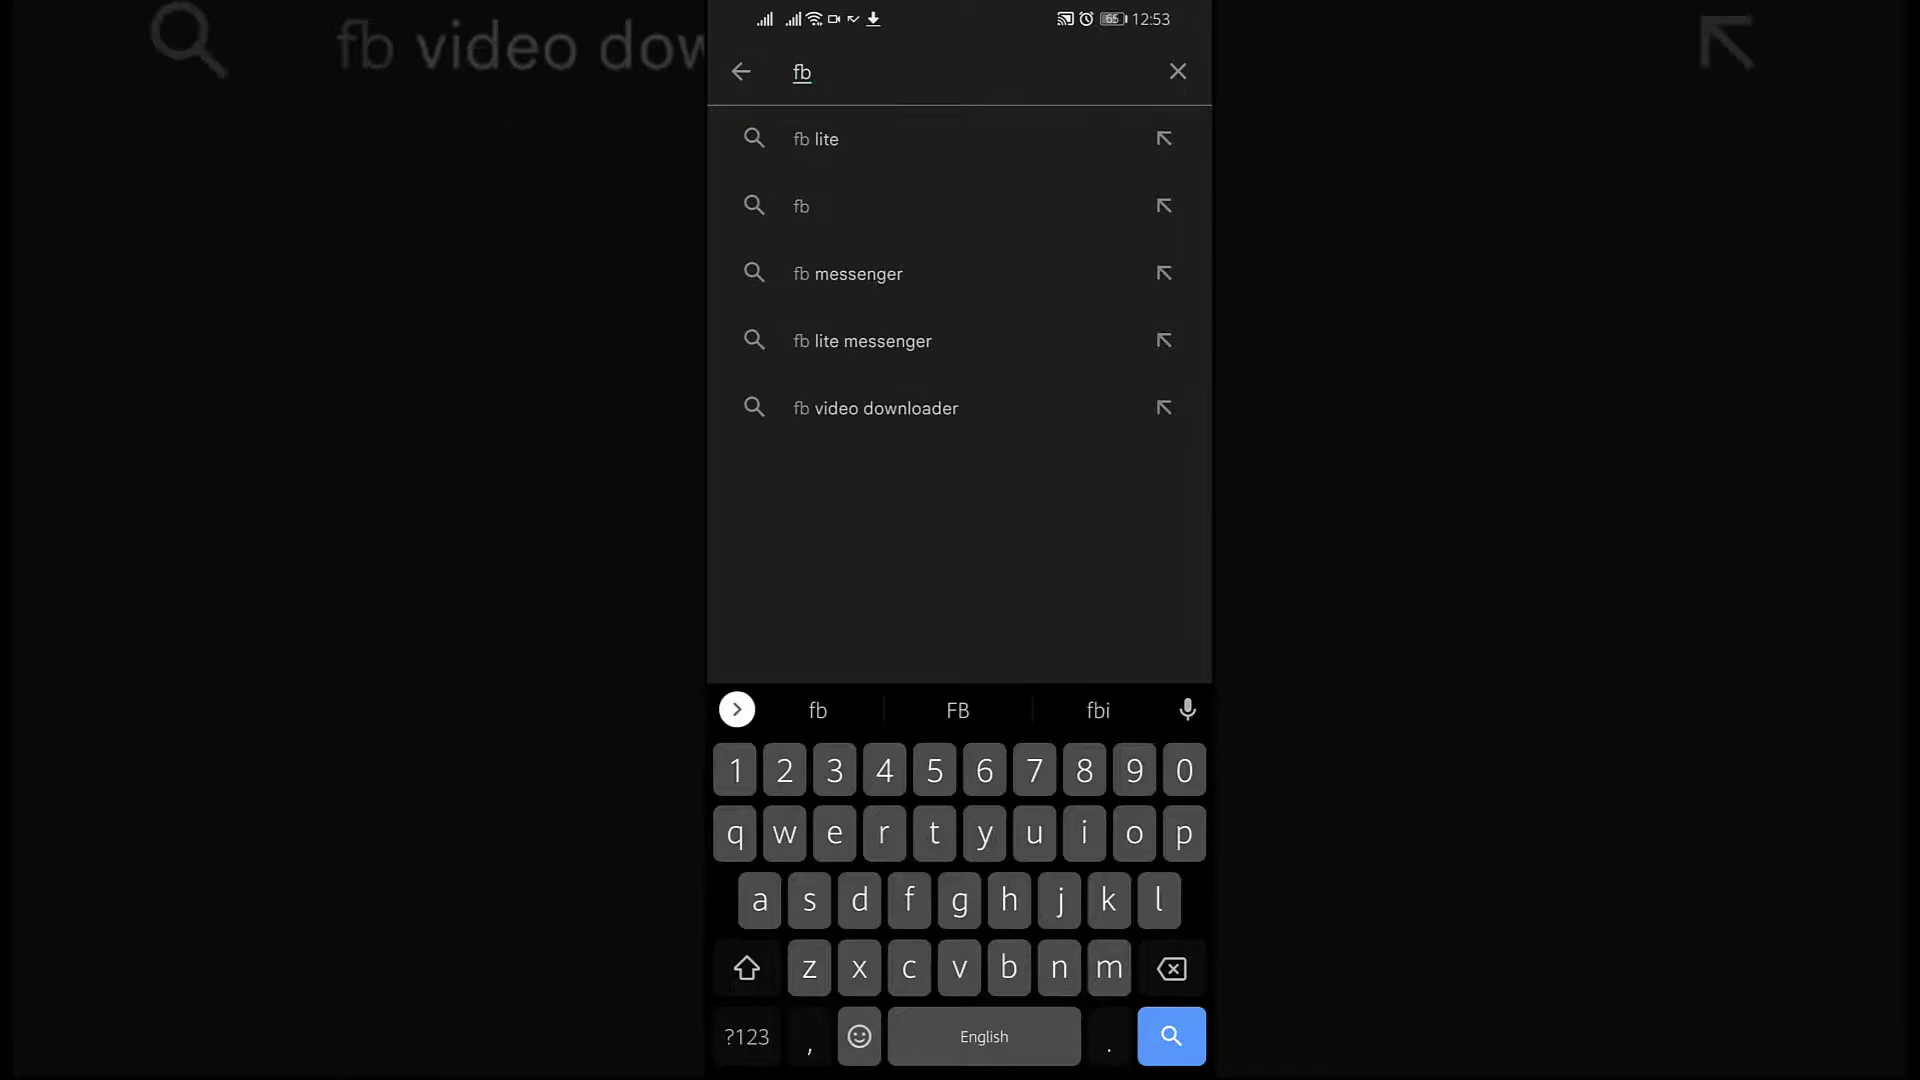 fb video dow
65 12:53
fb
fb lite
fb
fb messenger
fb lite messenger
fb video downloader
fb FB fbi
1 2 3 4 5 6 7 8 9 0
q w e r t y u i o p
a s d f g h j k l
z x c v b n m
?123 , English .